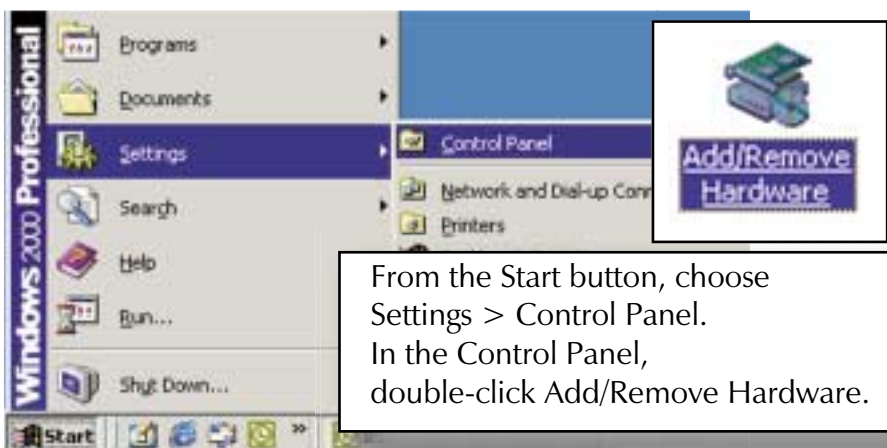 Windows 2000 Professional
Programs
Documents
Settings
Search
Help
Run...
Shut Down...
Control Panel
Network and Dial-up Conn
Printers
Add/Remove
Hardware
From the Start button, choose
Settings > Control Panel.
In the Control Panel,
double-click Add/Remove Hardware.
Start
»